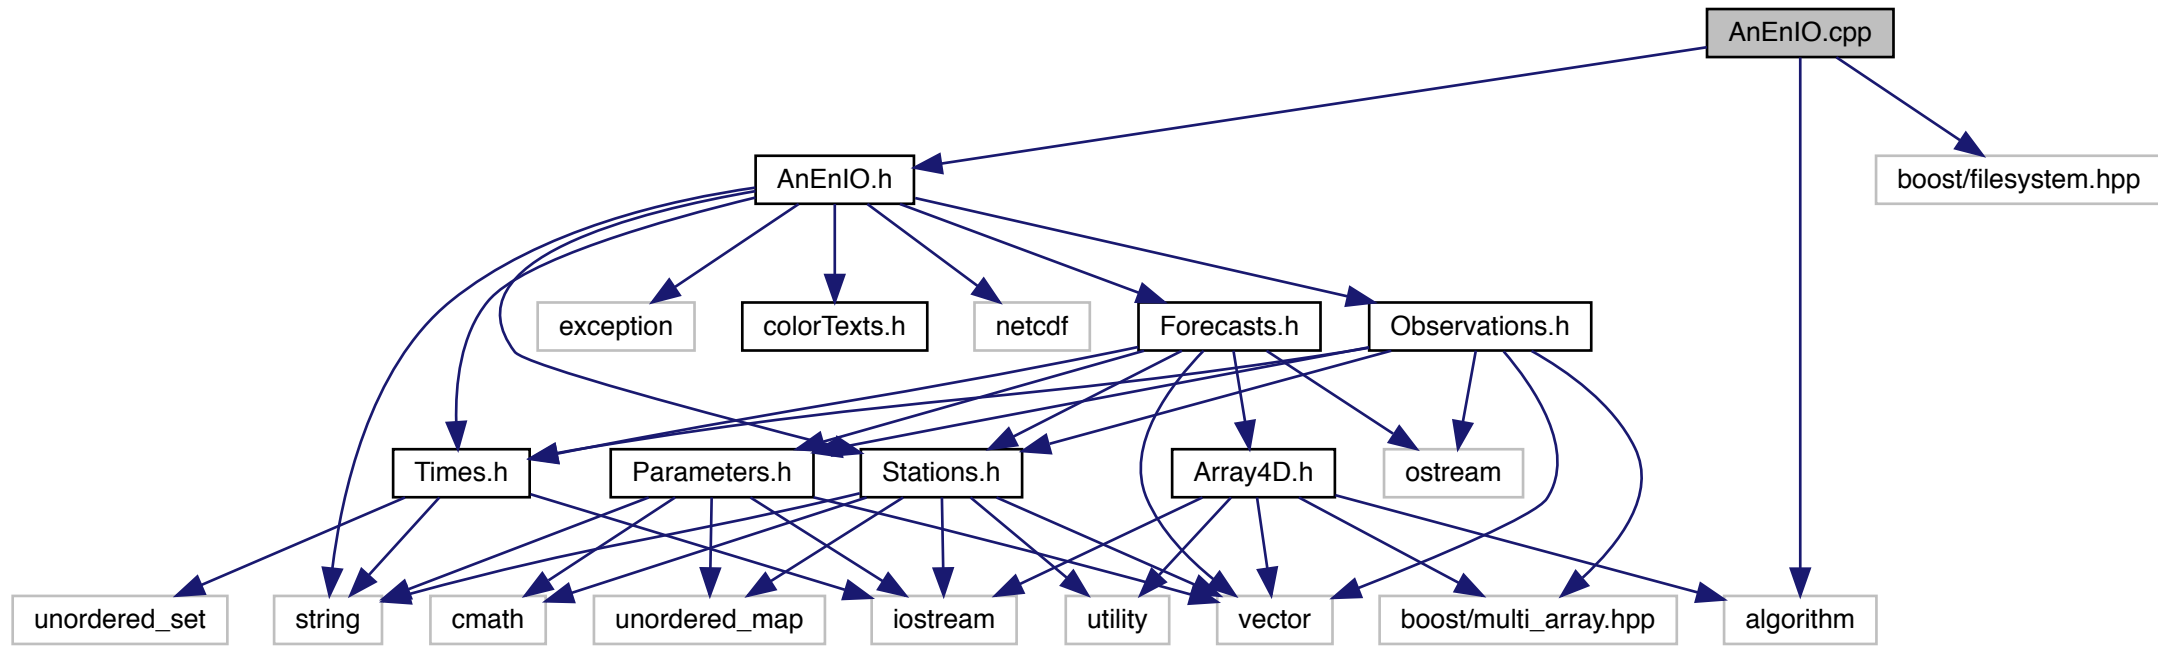 AnEnIO.cpp
AnEnIO.h
boost/filesystem.hpp
exception
colorTexts.h
netcdf
Forecasts.h
Observations.h
Times.h
Parameters.h
Stations.h
Array4D.h
ostream
unordered_set
string
cmath
unordered_map
iostream
utility
vector
boost/multi_array.hpp
algorithm